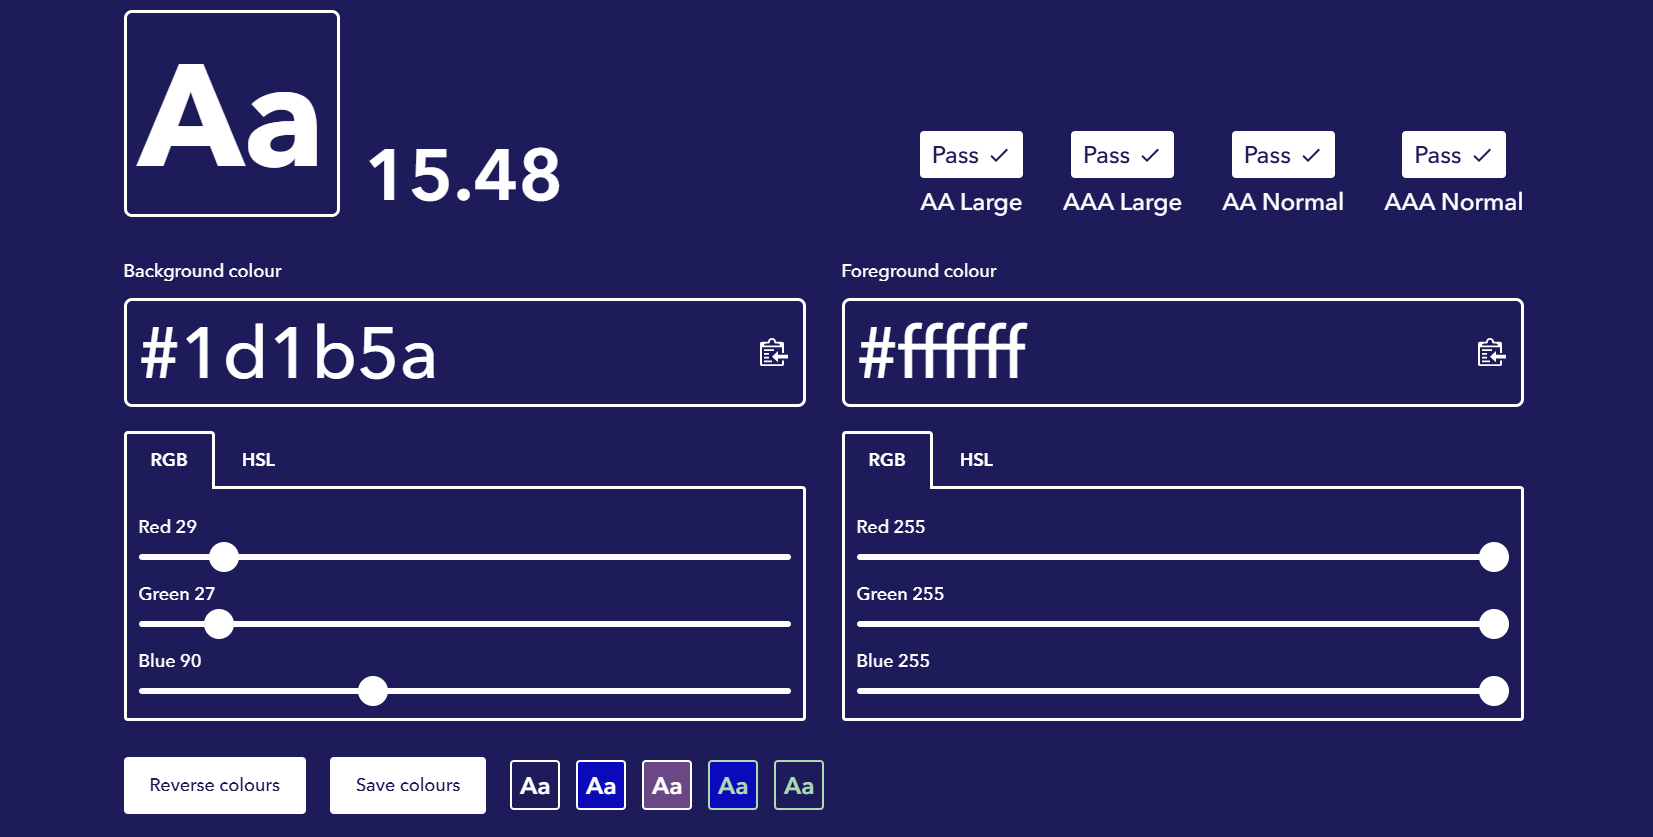 Aa
15.48
Pass
Pass
Pass
Pass
AA Large
AAA Large
AA Normal
AAA Normal
Background colour
Foreground colour
#1d1b5a
#ffffff
RGB
HSL
RGB
HSL
Red 29
Red 255
Green 27
Green 255
Blue 90
Blue 255
Reverse colours
Save colours
Aa
Aa
Aa
Aa
Aa